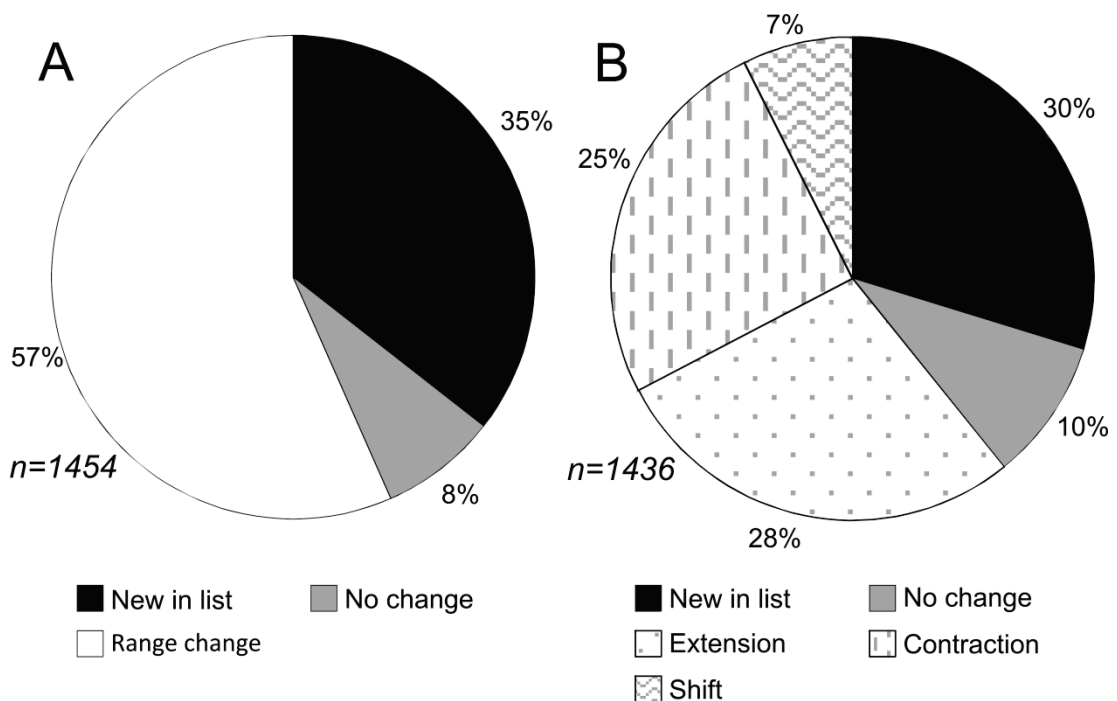 A
35%
57%
n=1454
8%
New in list
No change
Range change
B
7%
30%
25%
10%
n=1436
28%
New in list
No change
Extension
Contraction
Shift